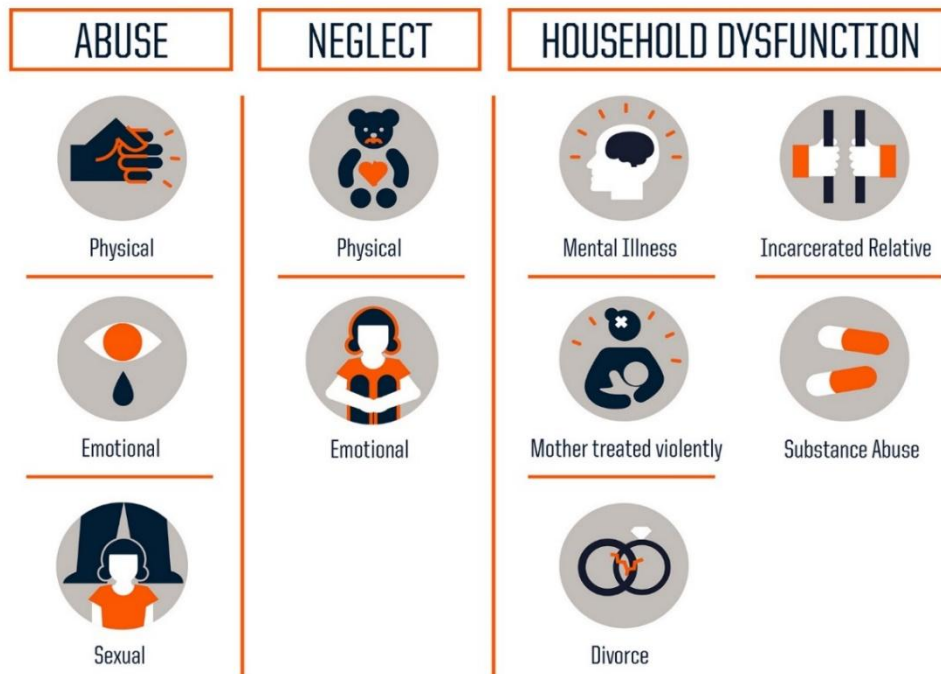 ABUSE
NEGLECT
HOUSEHOLD DYSFUNCTION
Physical
Physical
Mental Illness
Incarcerated Relative
Emotional
Emotional
Mother treated violently
Substance Abuse
Sexual
Divorce